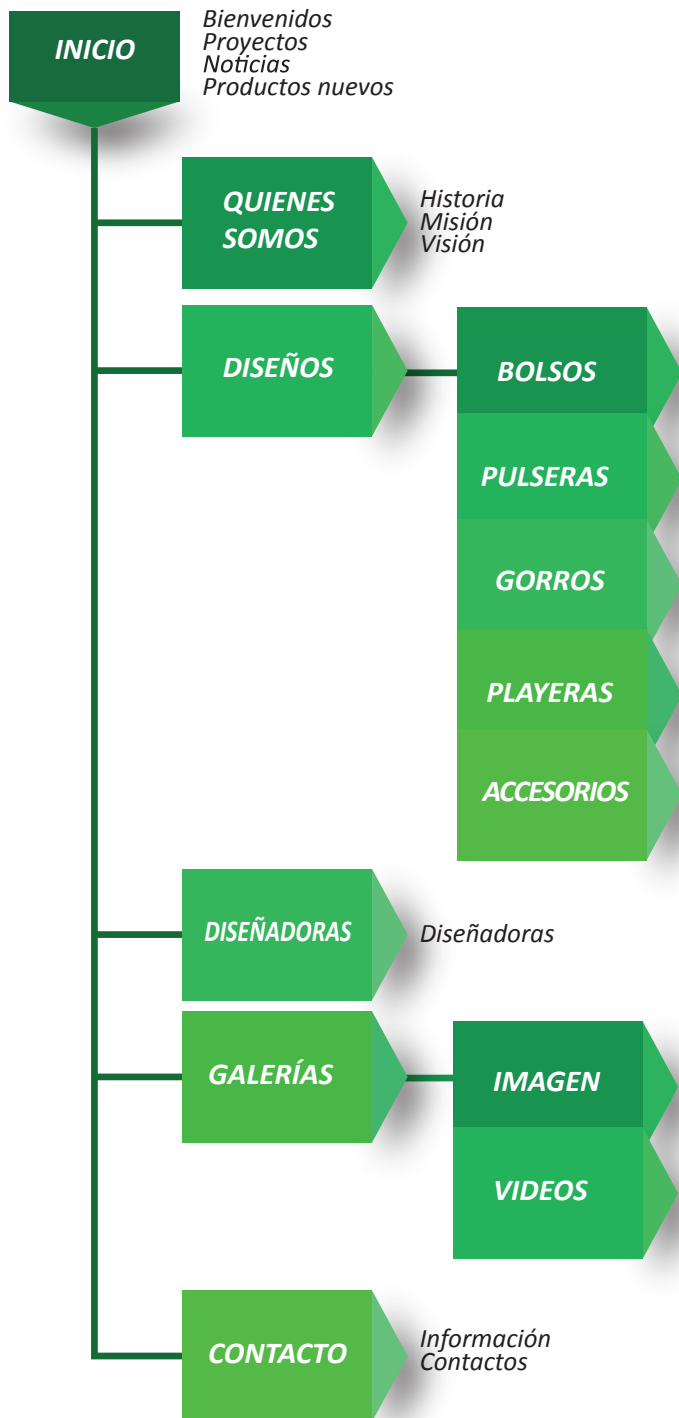 INICIO
Bienvenidos
Proyectos
Noticias
Productos nuevos
QUIENES
SOMOS
Historia
Misión
Visión
DISEÑOS
BOLSOS
PULSERAS
GORROS
PLAYERAS
ACCESORIOS
DISEÑADORAS
Diseñadoras
GALERÍAS
IMAGEN
VIDEOS
CONTACTO
Información
Contactos